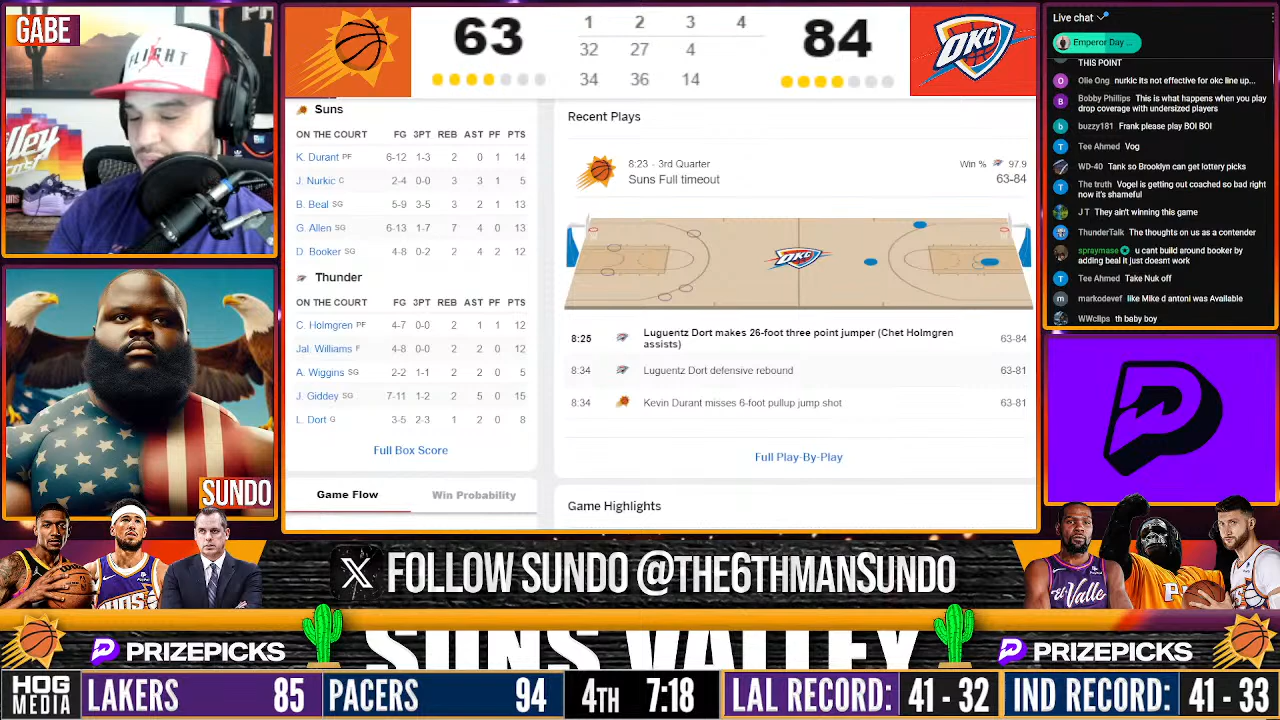 GABE
FLIGHT
63
1 2 3 4
32 27 4
34 36 14
84
OKC
Suns
ON THE COURT FG 3PT REB AST PF PTS
K. Durant PF 6-12 1-3 2 0 1 14
J. Nurkic C 2-4 0-0 3 3 1 5
B. Beal SG 5-9 3-5 3 2 1 13
G. Allen SG 6-13 1-7 7 4 0 13
D. Booker SG 4-8 0-2 2 4 2 12
Thunder
ON THE COURT FG 3PT REB AST PF PTS
C. Holmgren PF 4-7 0-0 2 1 1 12
Jal. Williams F 4-8 0-0 2 2 0 12
A. Wiggins SG 2-2 1-1 2 2 0 5
J. Giddey SG 7-11 1-2 2 5 0 15
L. Dort G 3-5 2-3 1 2 0 8
Full Box Score
Game Flow
Win Probability
Recent Plays
8:23 - 3rd Quarter
Suns Full timeout
Win % 97.9
63-84
OKC
8:25 Luguentz Dort makes 26-foot three point jumper (Chet Holmgren
assists) 63-84
8:34 Luguentz Dort defensive rebound 63-81
8:34 Kevin Durant misses 6-foot pullup jump shot 63-81
Full Play-By-Play
Game Highlights
Live chat
Emperor Day ...
THIS POINT
Olie Ong nurkic its not effective for okc line up...
Bobby Phillips This is what happens when you play
drop coverage with undersized players
buzzy181 Frank please play BOI BOI
Tee Ahmed Vog
WD-40 Tank so Brooklyn can get lottery picks
The truth Vogel is getting out coached so bad right
now it's shameful
J T They ain't winning this game
ThunderTalk The thoughts on us as a contender
spraymase u cant build around booker by
adding beal it just doesnt work
Tee Ahmed Take Nuk off
markodevef like Mike d antoni was Available
WWclips th baby boy
SUNDO
X FOLLOW SUNDO @THE6THMANSUNDO
PRIZEPICKS
SUNS VALLEY
PRIZEPICKS
HOG
MEDIA
LAKERS 85 PACERS 94 4TH 7:18 LAL RECORD: 41 - 32 IND RECORD: 41 - 33